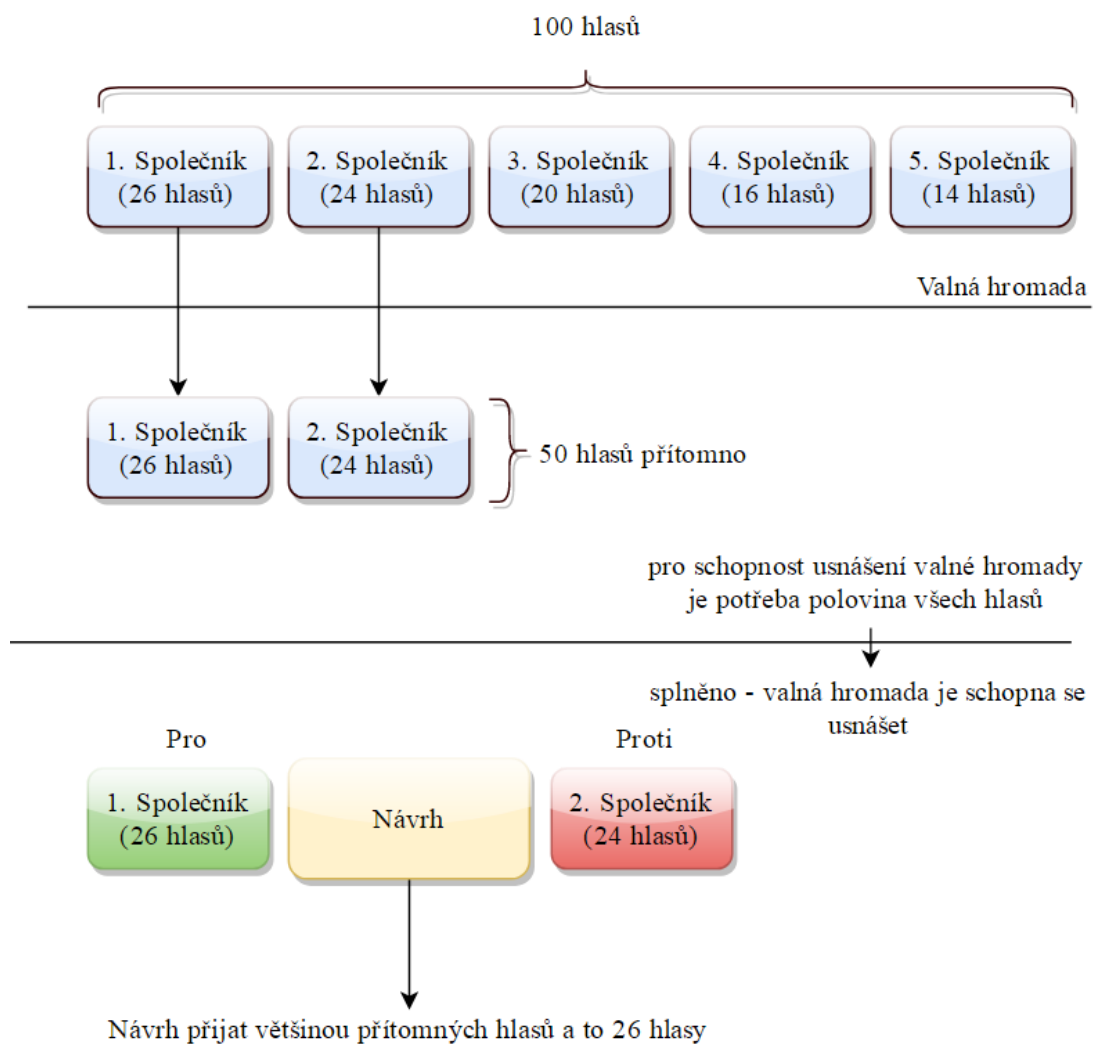 100 hlasů
1. Společník
(26 hlasů)
2. Společník
(24 hlasů)
3. Společník
(20 hlasů)
4. Společník
(16 hlasů)
5. Společník
(14 hlasů)
Valná hromada
1. Společník
(26 hlasů)
2. Společník
(24 hlasů)
50 hlasů přítomno
pro schopnost usnášení valné hromady
je potřeba polovina všech hlasů
splněno - valná hromada je schopna se
usnášet
Pro
Proti
1. Společník
(26 hlasů)
Návrh
2. Společník
(24 hlasů)
Návrh přijat většinou přítomných hlasů a to 26 hlasy